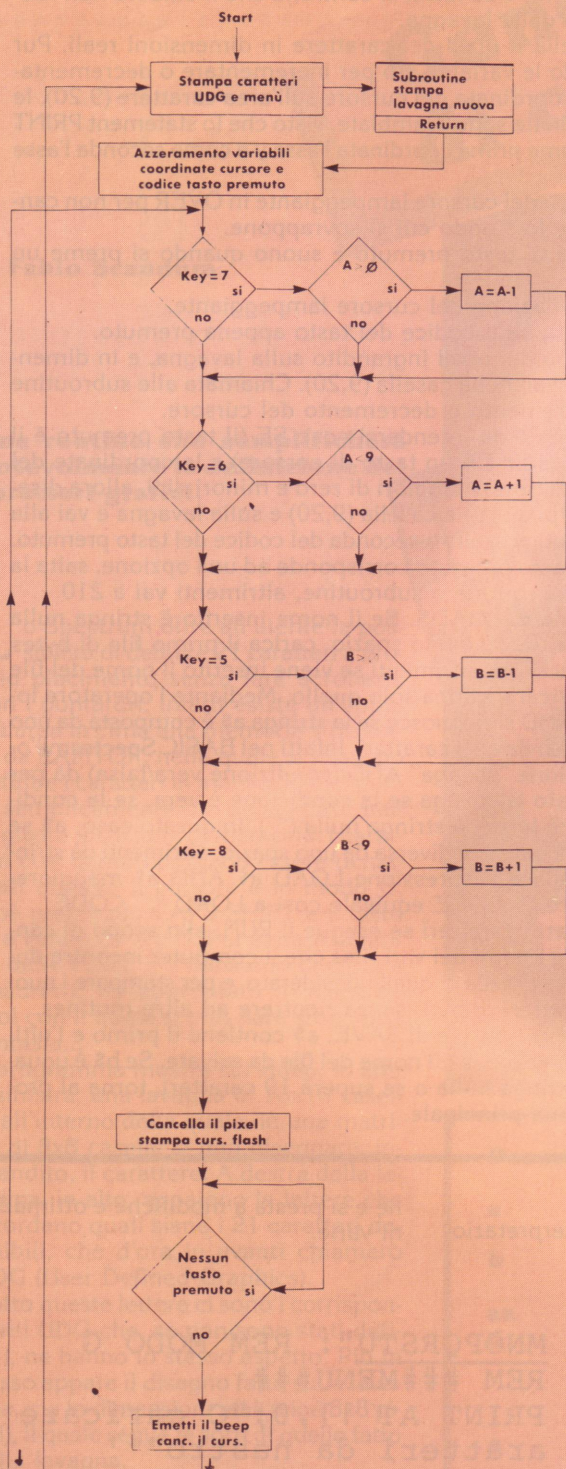 Start
Stampa caratteri
UDG e menù
Subroutine
stampa
lavagna nuova
Return
Azzeramento variabili
coordinate cursore e
codice tasto premuto
Key=7
si
no
A>Ø
si
no
A=A-1
Key=6
si
no
A<9
si
no
A=A+1
Key=5
si
no
B>
si
no
B=B-1
Key=8
si
no
B<9
si
no
B=B+1
Cancella il pixel
stampa curs. flash
Nessun
tasto
premuto
si
no
Emetti il beep
canc. il curs.